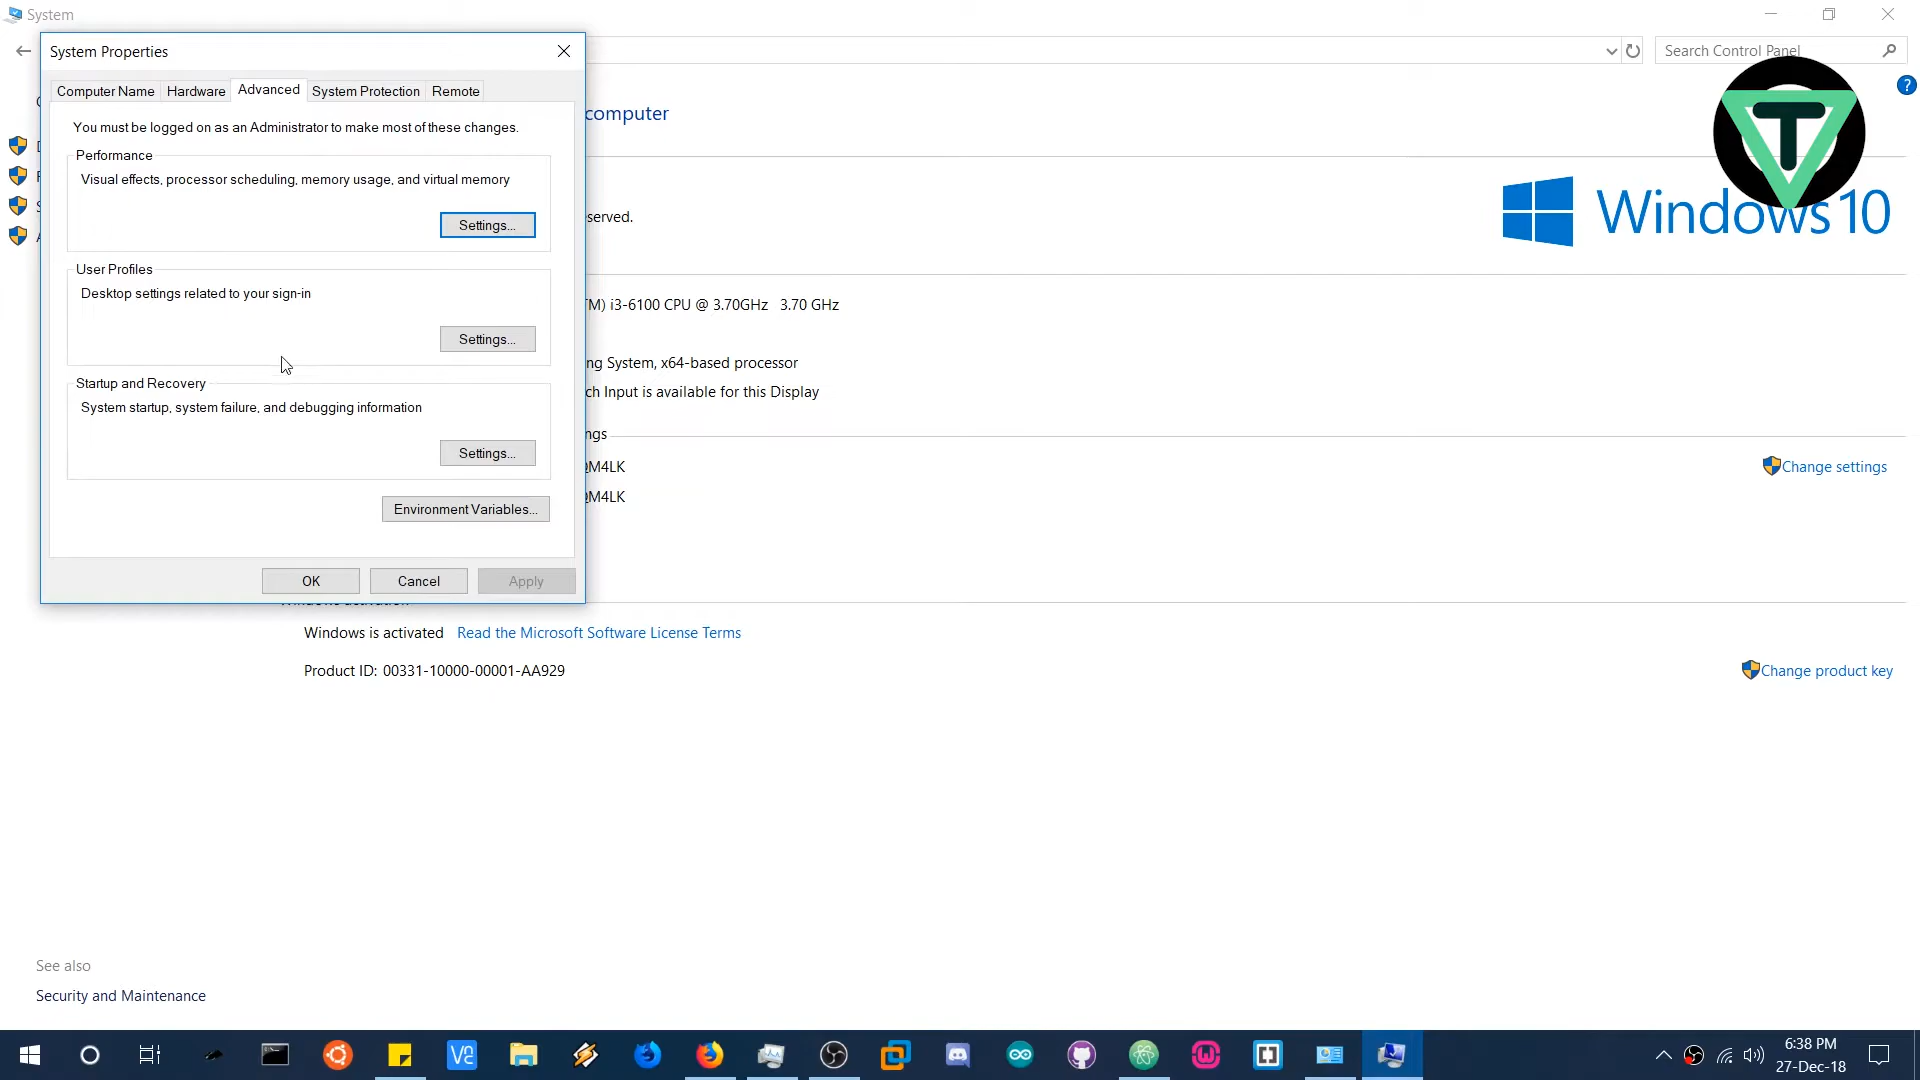 System
System Properties
Search Control Panel
Computer Name
Hardware
Advanced
System Protection
Remote
computer
You must be logged on as an Administrator to make most of these changes.
Performance
Visual effects, processor scheduling, memory usage, and virtual memory
Settings...
served.
Windows 10
User Profiles
Desktop settings related to your sign-in
Settings...
TM) i3-6100 CPU @ 3.70GHz 3.70 GHz
ng System, x64-based processor
Startup and Recovery
ch Input is available for this Display
System startup, system failure, and debugging information
ngs
Settings...
QM4LK
Change settings
QM4LK
Environment Variables...
OK
Cancel
Apply
Windows is activated Read the Microsoft Software License Terms
Product ID: 00331-10000-00001-AA929
Change product key
See also
Security and Maintenance
6:38 PM
27-Dec-18